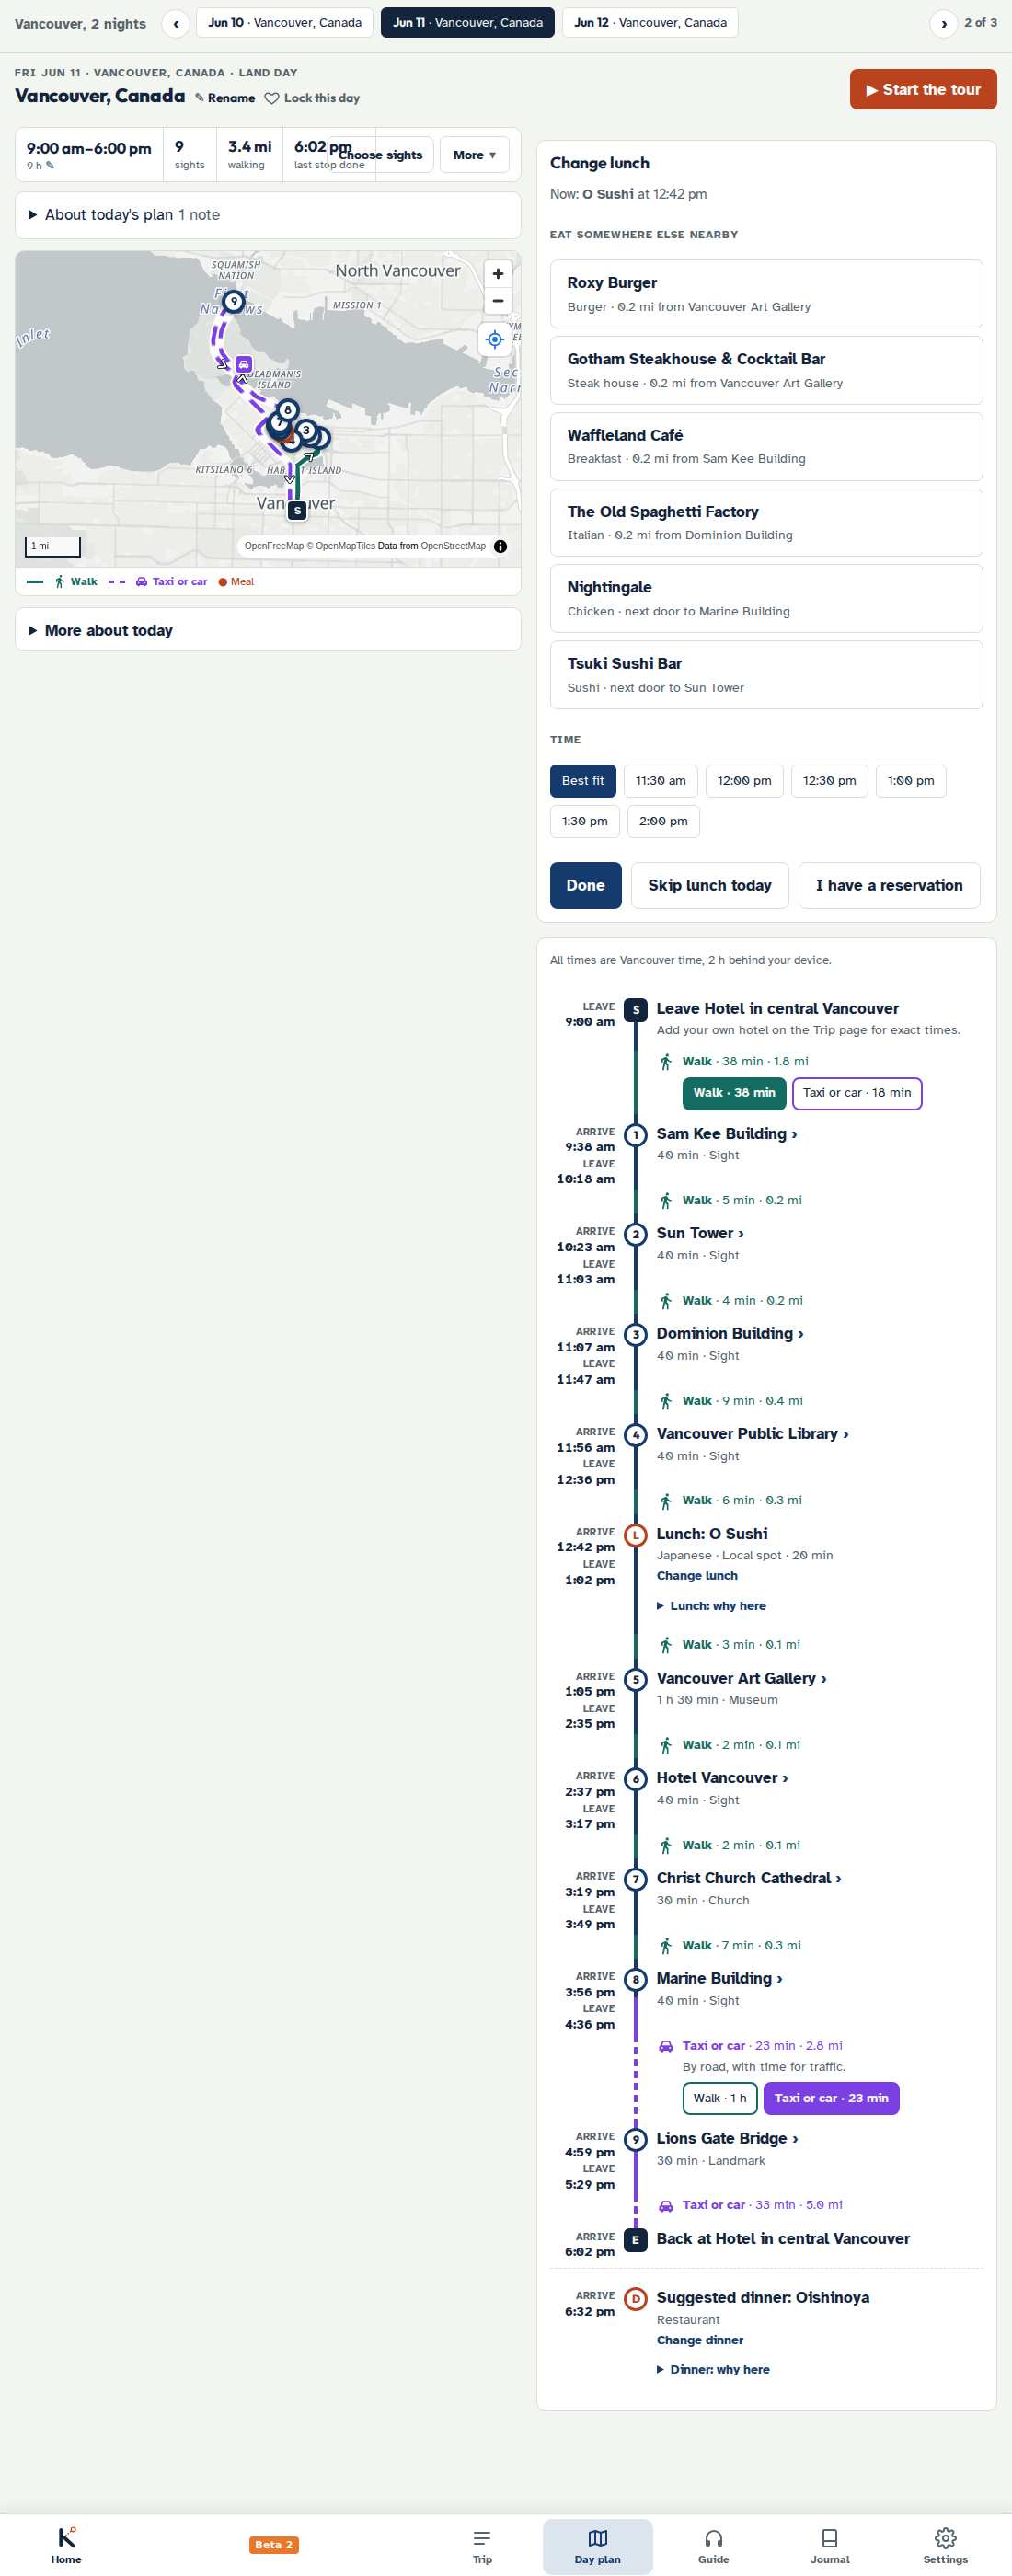 Vancouver, 2 nights
‹
Jun 10 · Vancouver, Canada
Jun 11 · Vancouver, Canada
Jun 12 · Vancouver, Canada
›
2 of 3
FRI JUN 11 · VANCOUVER, CANADA · LAND DAY
Vancouver, Canada
✎ Rename
Lock this day
▶ Start the tour
9:00 am–6:00 pm
9 h ✎
9
sights
3.4 mi
walking
6:02 pm
last stop done
Choose sights
More ▾
▶ About today's plan 1 note
SQUAMISH
NATION
North Vancouver
MISSION 1
Inlet
9
DEADMAN'S
ISLAND
8
7
3
KITSILANO 6
S
1 mi
OpenFreeMap © OpenMapTiles Data from OpenStreetMap
Walk
Taxi or car
Meal
▶ More about today
Change lunch
Now: O Sushi at 12:42 pm
EAT SOMEWHERE ELSE NEARBY
Roxy Burger
Burger · 0.2 mi from Vancouver Art Gallery
Gotham Steakhouse & Cocktail Bar
Steak house · 0.2 mi from Vancouver Art Gallery
Waffleland Café
Breakfast · 0.2 mi from Sam Kee Building
The Old Spaghetti Factory
Italian · 0.2 mi from Dominion Building
Nightingale
Chicken · next door to Marine Building
Tsuki Sushi Bar
Sushi · next door to Sun Tower
TIME
Best fit
11:30 am
12:00 pm
12:30 pm
1:00 pm
1:30 pm
2:00 pm
Done
Skip lunch today
I have a reservation
All times are Vancouver time, 2 h behind your device.
LEAVE
9:00 am
S
Leave Hotel in central Vancouver
Add your own hotel on the Trip page for exact times.
Walk · 38 min · 1.8 mi
Walk · 38 min
Taxi or car · 18 min
ARRIVE
9:38 am
LEAVE
10:18 am
1
Sam Kee Building ›
40 min · Sight
Walk · 5 min · 0.2 mi
ARRIVE
10:23 am
LEAVE
11:03 am
2
Sun Tower ›
40 min · Sight
Walk · 4 min · 0.2 mi
ARRIVE
11:07 am
LEAVE
11:47 am
3
Dominion Building ›
40 min · Sight
Walk · 9 min · 0.4 mi
ARRIVE
11:56 am
LEAVE
12:36 pm
4
Vancouver Public Library ›
40 min · Sight
Walk · 6 min · 0.3 mi
ARRIVE
12:42 pm
LEAVE
1:02 pm
L
Lunch: O Sushi
Japanese · Local spot · 20 min
Change lunch
▶ Lunch: why here
Walk · 3 min · 0.1 mi
ARRIVE
1:05 pm
LEAVE
2:35 pm
5
Vancouver Art Gallery ›
1 h 30 min · Museum
Walk · 2 min · 0.1 mi
ARRIVE
2:37 pm
LEAVE
3:17 pm
6
Hotel Vancouver ›
40 min · Sight
Walk · 2 min · 0.1 mi
ARRIVE
3:19 pm
LEAVE
3:49 pm
7
Christ Church Cathedral ›
30 min · Church
Walk · 7 min · 0.3 mi
ARRIVE
3:56 pm
LEAVE
4:36 pm
8
Marine Building ›
40 min · Sight
Taxi or car · 23 min · 2.8 mi
By road, with time for traffic.
Walk · 1 h
Taxi or car · 23 min
ARRIVE
4:59 pm
LEAVE
5:29 pm
9
Lions Gate Bridge ›
30 min · Landmark
Taxi or car · 33 min · 5.0 mi
ARRIVE
6:02 pm
E
Back at Hotel in central Vancouver
ARRIVE
6:32 pm
D
Suggested dinner: Oishinoya
Restaurant
Change dinner
▶ Dinner: why here
Home
Beta 2
Trip
Day plan
Guide
Journal
Settings